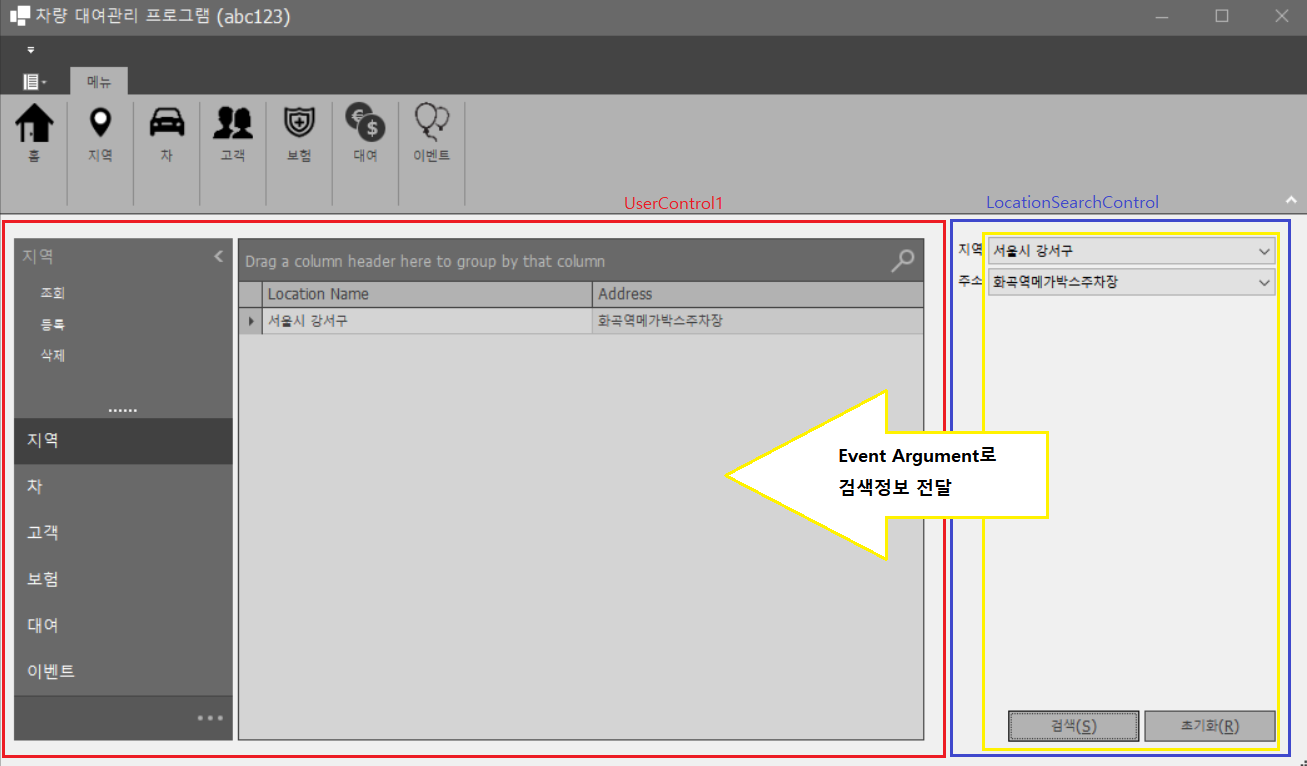 차량 대여관리 프로그램 (abc123)
메뉴
홈
지역
차
고객
보험
대여
이벤트
UserControl1
LocationSearchControl
지역
조회
등록
삭제
지역
차
고객
보험
대여
이벤트
Drag a column header here to group by that column
Location Name Address
서울시 강서구 화곡역메가박스주차장
Event Argument로
검색정보 전달
지역 서울시 강서구
주소 화곡역메가박스주차장
검색(S) 초기화(R)